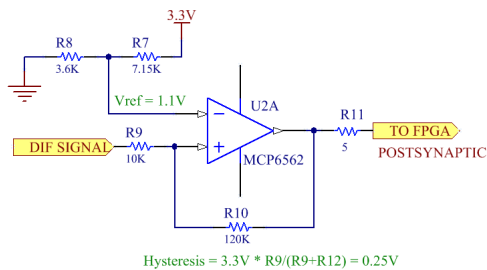 3.3V
R8
R7
3.6K
7.15K
Vref = 1.1V
U2A
R9
R11
DIF SIGNAL
TO FPGA
10K
MCP6562
5
POSTSYNAPTIC
R10
120K
Hysteresis = 3.3V * R9/(R9+R12) = 0.25V